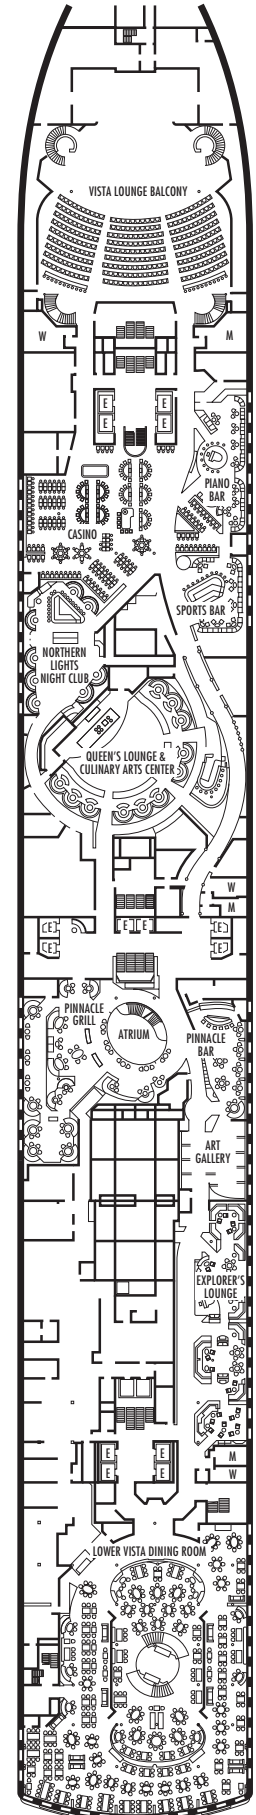 VISTA LOUNGE BALCONY
W
M
E
E
E
E
PIANO
BAR
CASINO
SPORTS BAR
NORTHERN
LIGHTS
NIGHT CLUB
QUEEN'S LOUNGE &
CULINARY ARTS CENTER
W
M
E
E
E
E
E
E
PINNACLE
GRILL
ATRIUM
PINNACLE
BAR
ART
GALLERY
EXPLORER'S
LOUNGE
E
E
E
E
M
W
LOWER VISTA DINING ROOM